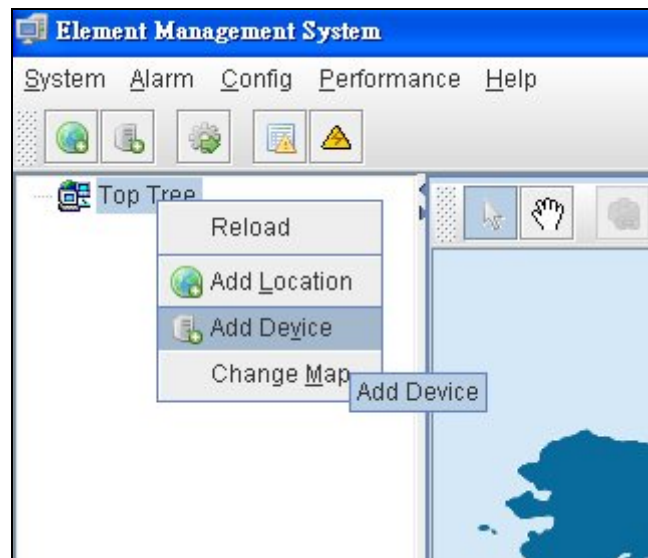 Element Management System
System Alarm Config Performance Help
Top Tree
Reload
Add Location
Add Device
Change Map
Add Device